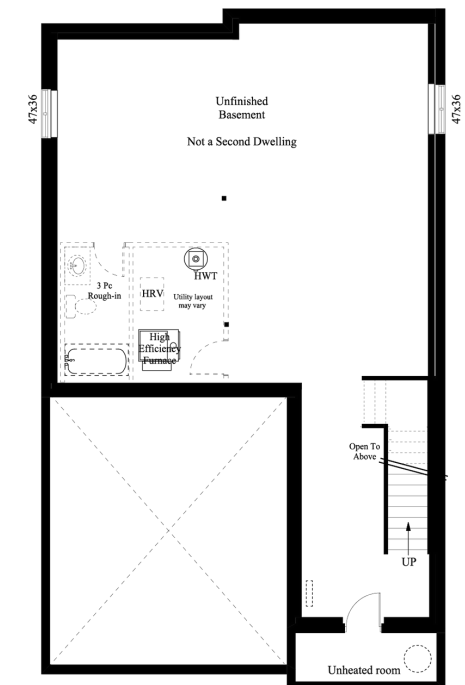 Unfinished
Basement
47x36
47x36
Not a Second Dwelling
HWT
3 Pc
Rough-in
HRV
Utility layout
may vary
High
Efficiency
Furnace
Open To
Above
UP
Unheated room